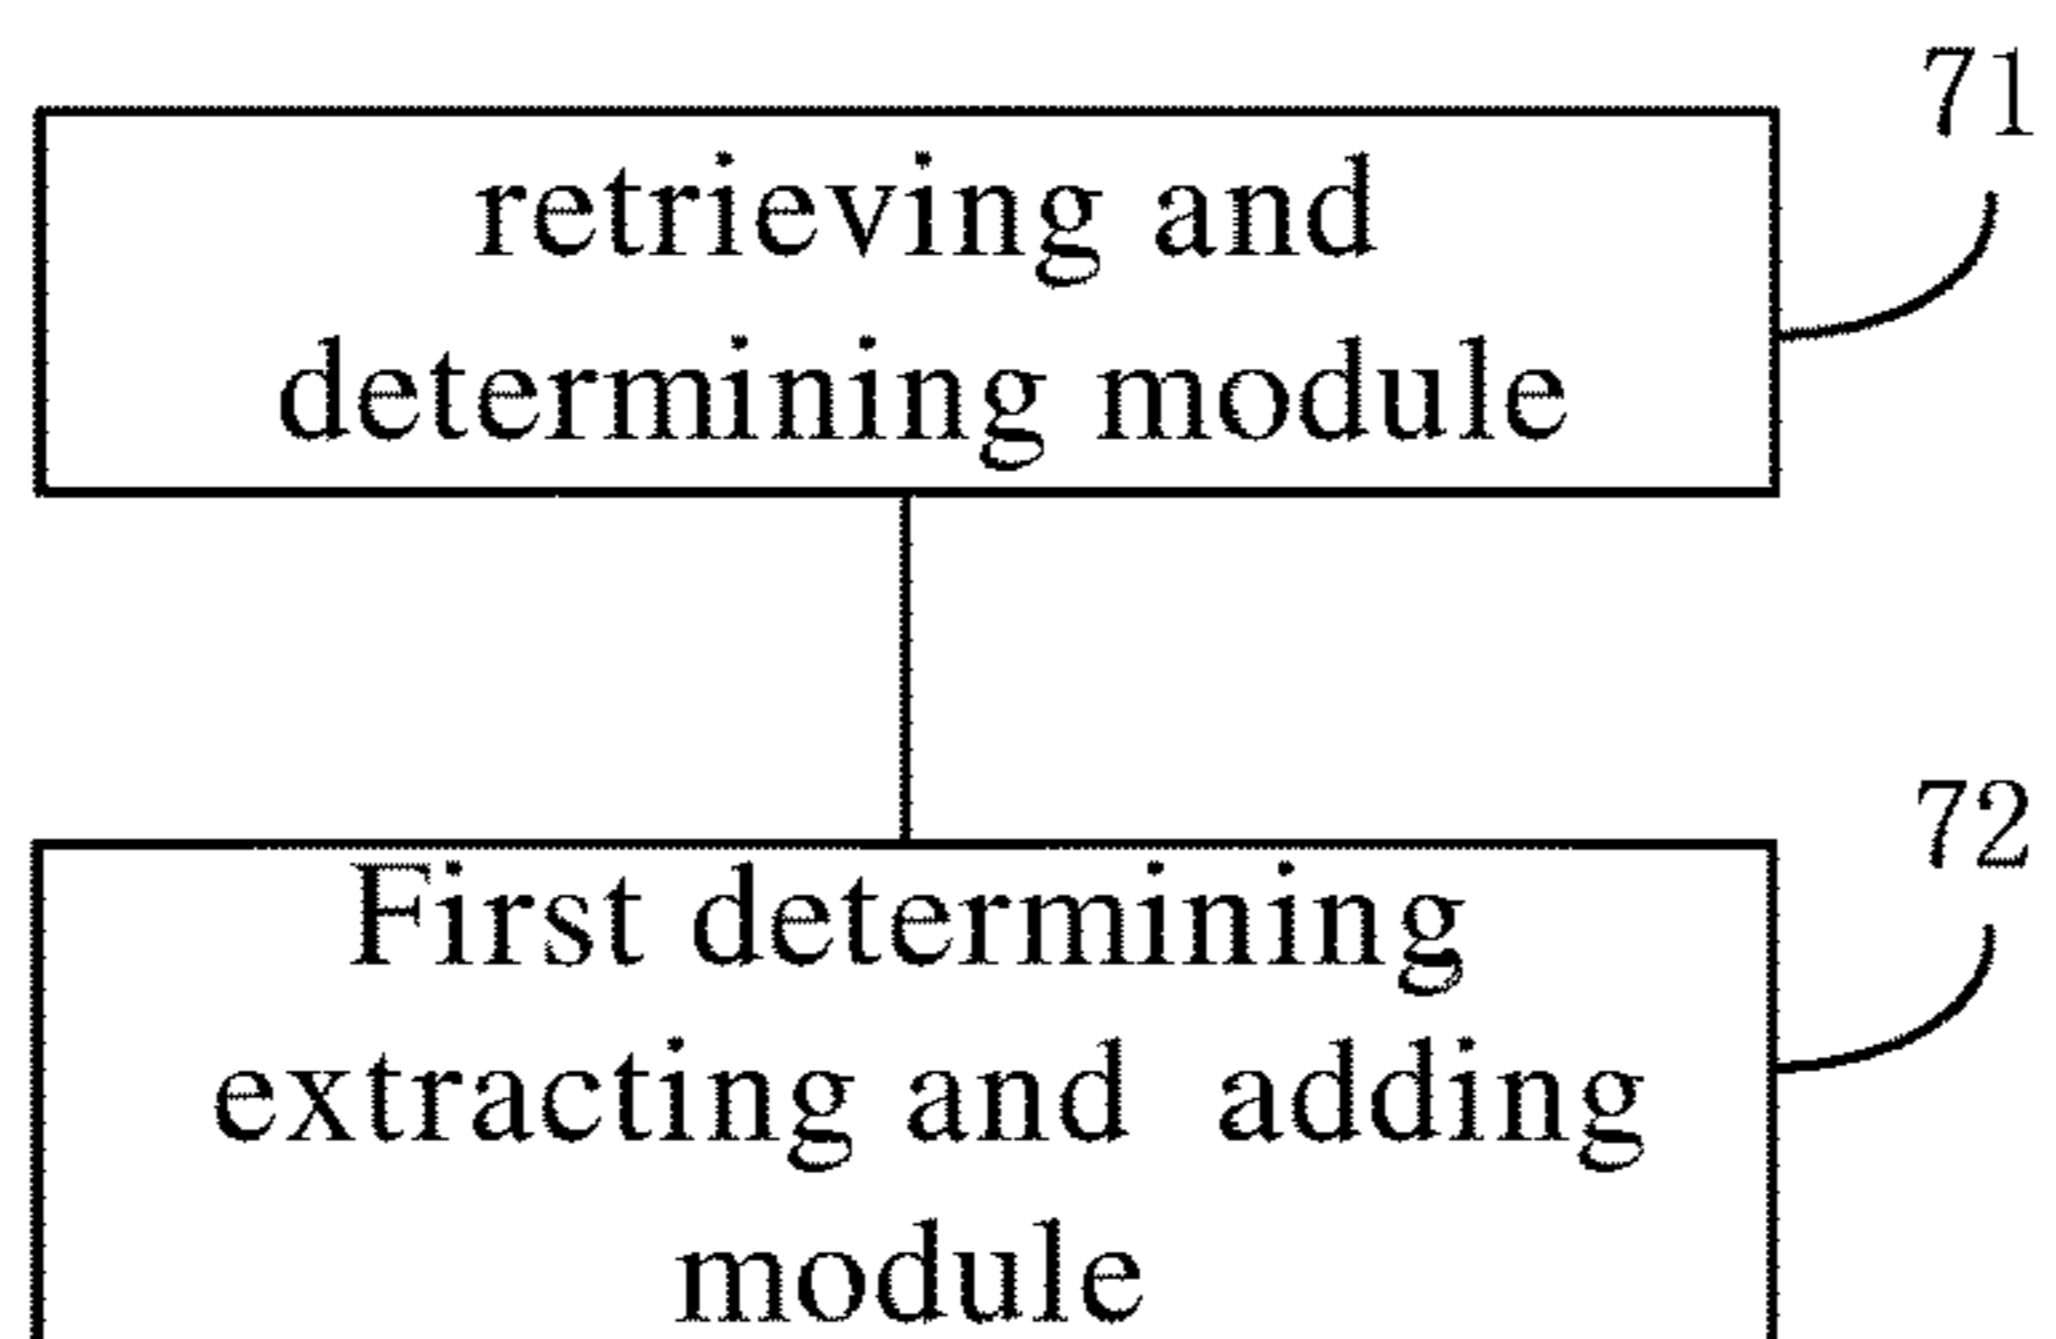 71
retrieving and
determining module
72
First determining
extracting and  adding
module